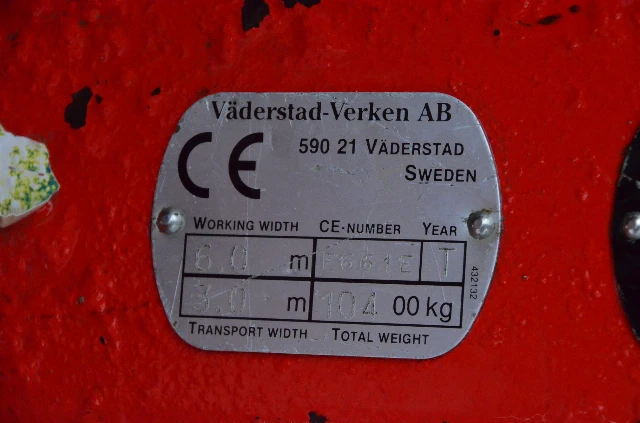 Väderstad-Verken AB
CE 590 21 VÄDERSTAD
SWEDEN
WORKING WIDTH CE-NUMBER YEAR
6.0 m F661E T
3.0 m 104 00 kg
TRANSPORT WIDTH TOTAL WEIGHT
432132